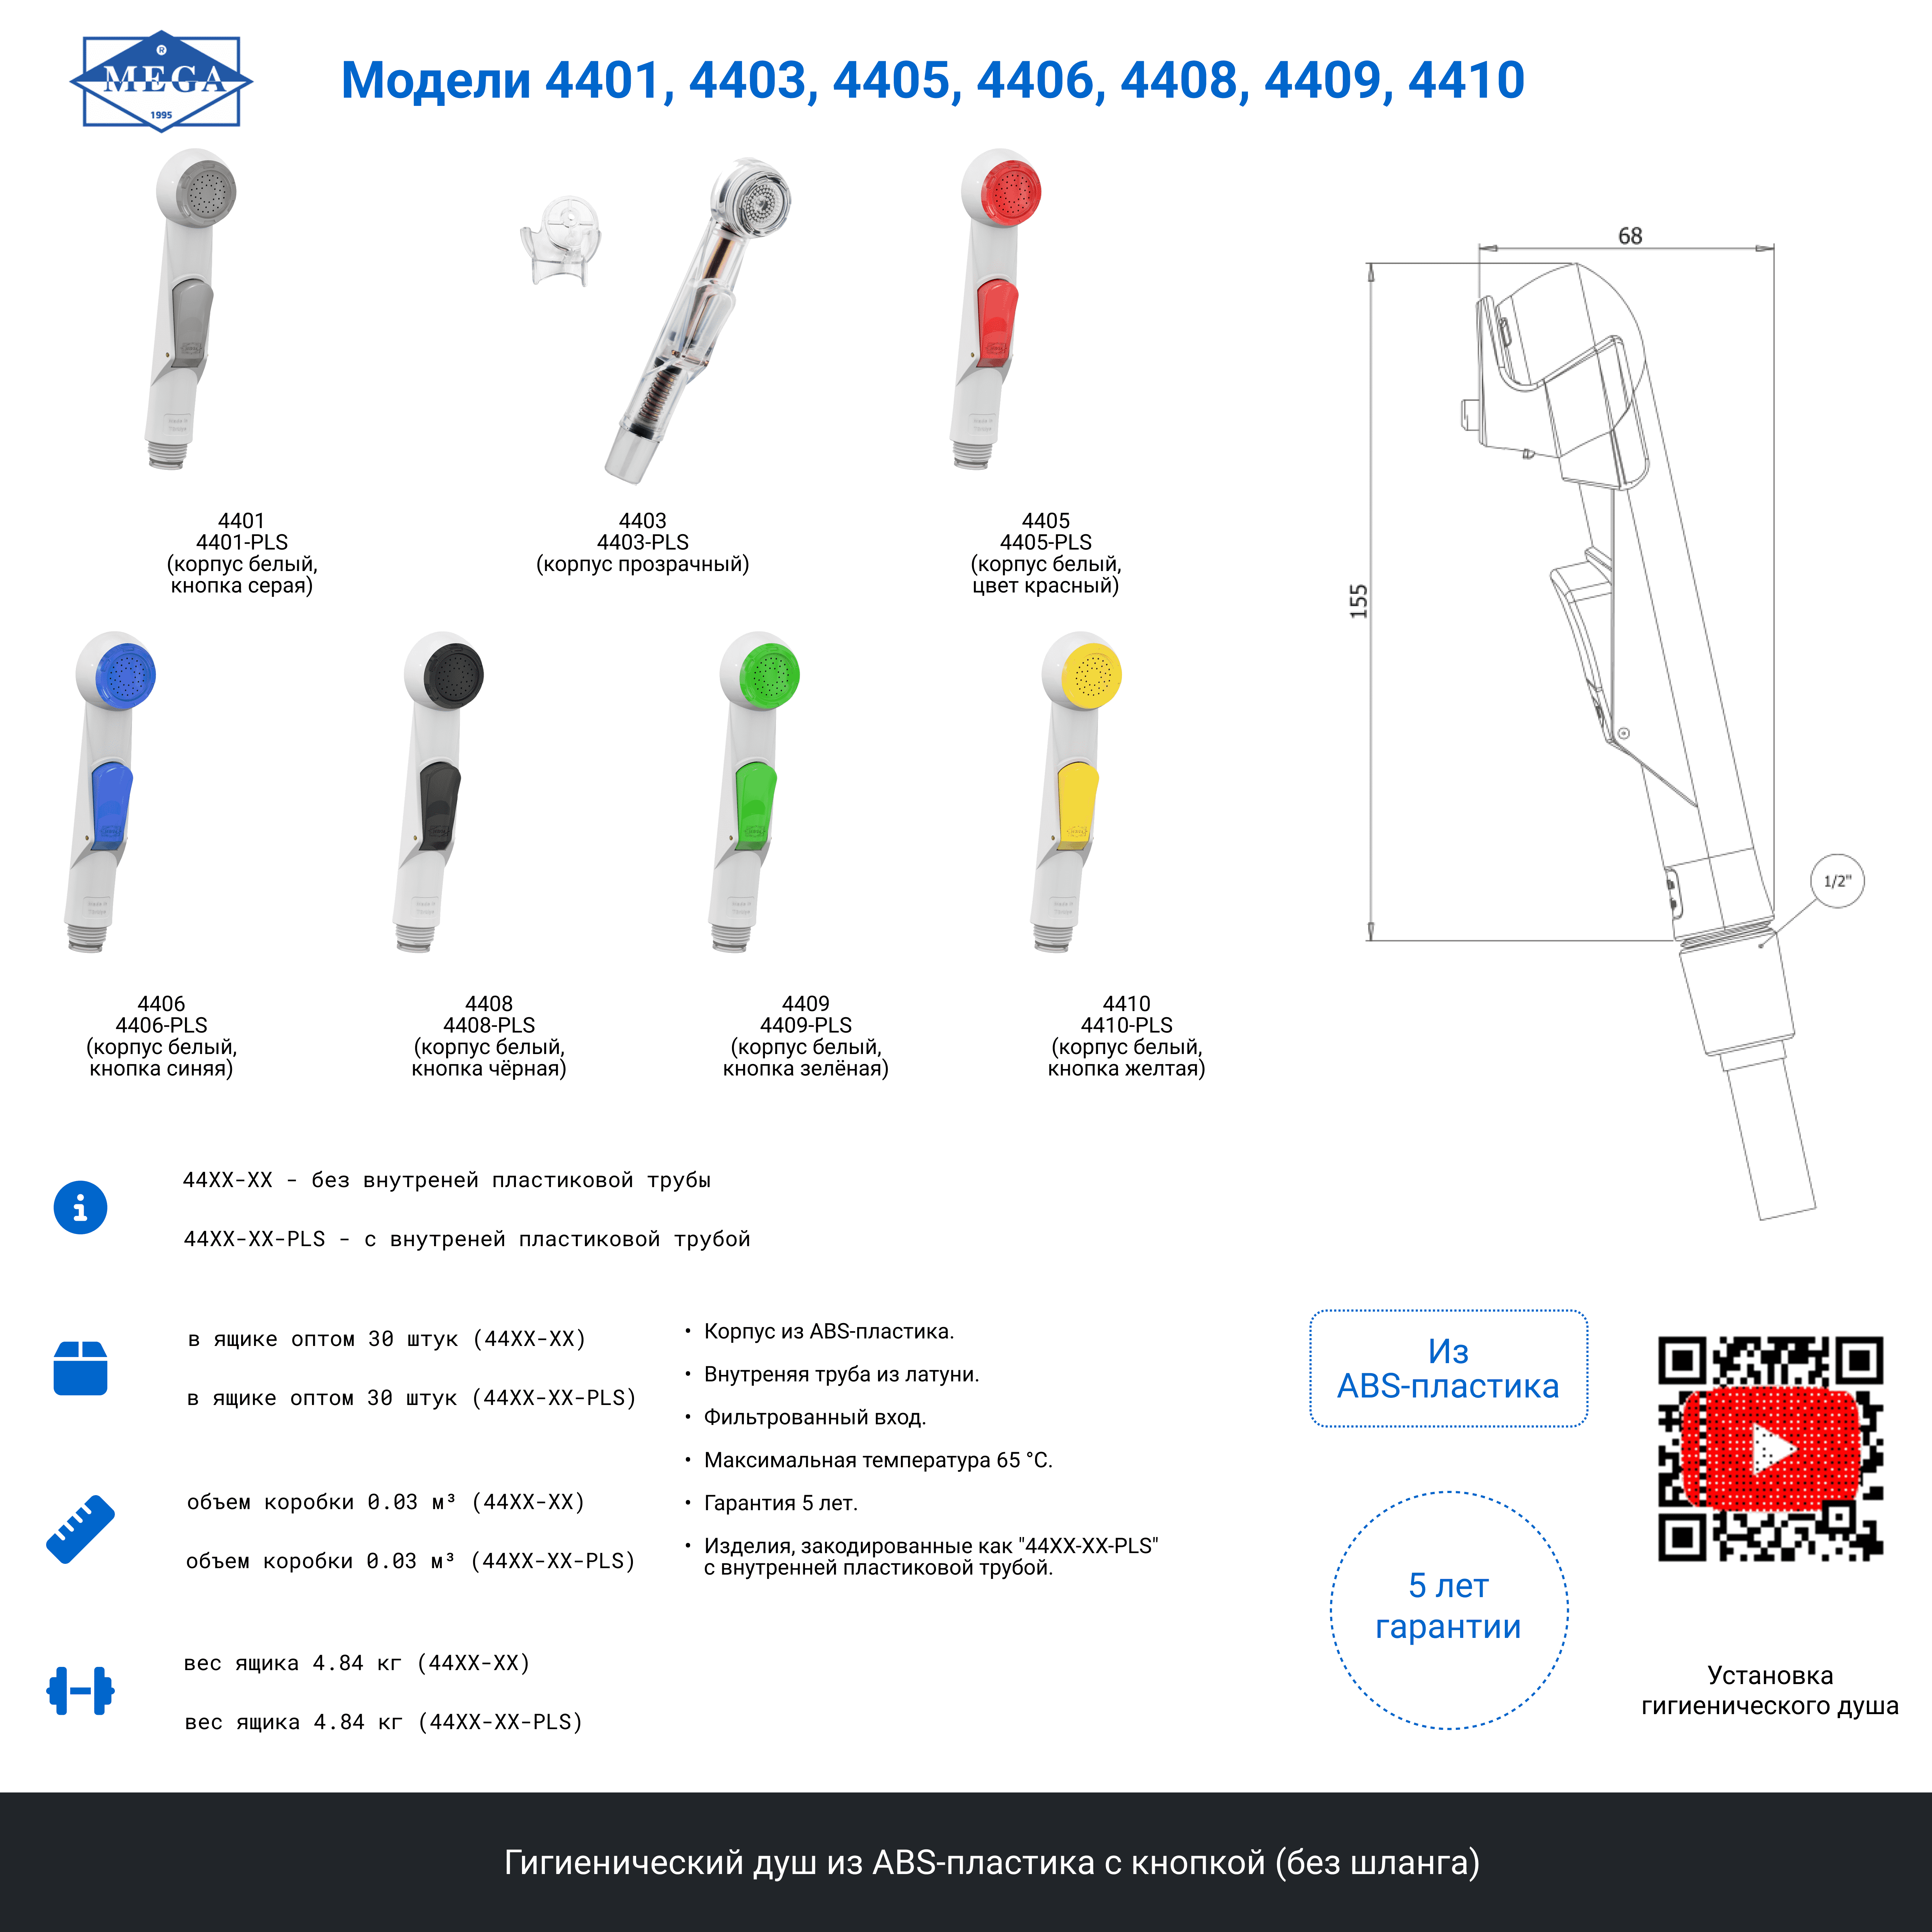 MEGA
®
1995
Модели 4401, 4403, 4405, 4406, 4408, 4409, 4410
4401
4401-PLS
(корпус белый,
кнопка серая)
4403
4403-PLS
(корпус прозрачный)
4405
4405-PLS
(корпус белый,
цвет красный)
4406
4406-PLS
(корпус белый,
кнопка синяя)
4408
4408-PLS
(корпус белый,
кнопка чёрная)
4409
4409-PLS
(корпус белый,
кнопка зелёная)
4410
4410-PLS
(корпус белый,
кнопка желтая)
68
155
1/2"
44XX-XX - без внутреней пластиковой трубы
44XX-XX-PLS - с внутреней пластиковой трубой
в ящике оптом 30 штук (44XX-XX)
в ящике оптом 30 штук (44XX-XX-PLS)
объем коробки 0.03 м³ (44XX-XX)
объем коробки 0.03 м³ (44XX-XX-PLS)
вес ящика 4.84 кг (44XX-XX)
вес ящика 4.84 кг (44XX-XX-PLS)
• Корпус из ABS-пластика.
• Внутреняя труба из латуни.
• Фильтрованный вход.
• Максимальная температура 65 °C.
• Гарантия 5 лет.
• Изделия, закодированные как "44XX-XX-PLS"
с внутренней пластиковой трубой.
Из
ABS-пластика
5 лет
гарантии
Установка
гигиенического душа
Гигиенический душ из ABS-пластика с кнопкой (без шланга)